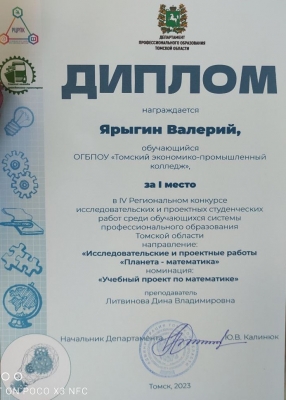 ДЕПАРТАМЕНТ
ПРОФЕССИОНАЛЬНОГО ОБРАЗОВАНИЯ
ТОМСКОЙ ОБЛАСТИ
ДИПЛОМ
награждается
Ярыгин Валерий,
обучающийся
ОГБПОУ «Томский экономико-промышленный
колледж»,
за I место
в IV Региональном конкурсе
исследовательских и проектных студенческих
работ среди обучающихся системы
профессионального образования
Томской области
направление:
«Исследовательские и проектные работы
«Планета - математика»
номинация:
«Учебный проект по математике»
преподаватель
Литвинова Дина Владимировна
Начальник Департамента
Ю.В. Калинюк
Томск, 2023
ON POCO X3 NFC